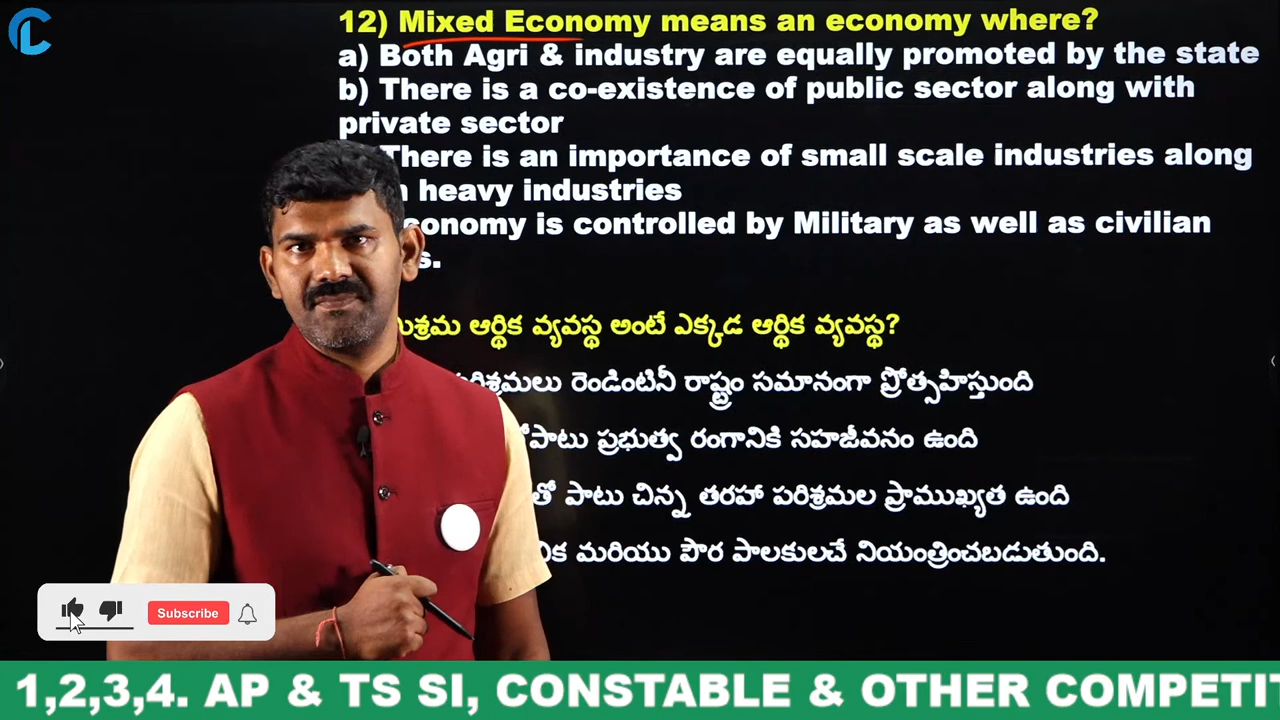 12) Mixed Economy means an economy where?
a) Both Agri & industry are equally promoted by the state
b) There is a co-existence of public sector along with
private sector
There is an importance of small scale industries along
heavy industries
conomy is controlled by Military as well as civilian
s.
మిశ్రమ ఆర్థిక వ్యవస్థ అంటే ఎక్కడ ఆర్థిక వ్యవస్థ?
రెండింటినీ రాష్ట్రం సమానంగా ప్రోత్సహిస్తుంది
ప్రభుత్వ రంగానికి సహజీవనం ఉంది
తో పాటు చిన్న తరహా పరిశ్రమల ప్రాముఖ్యత ఉంది
మరియు పౌర పాలకులచే నియంత్రించబడుతుంది.
Subscribe
1,2,3,4. AP & TS SI, CONSTABLE & OTHER COMPETIT